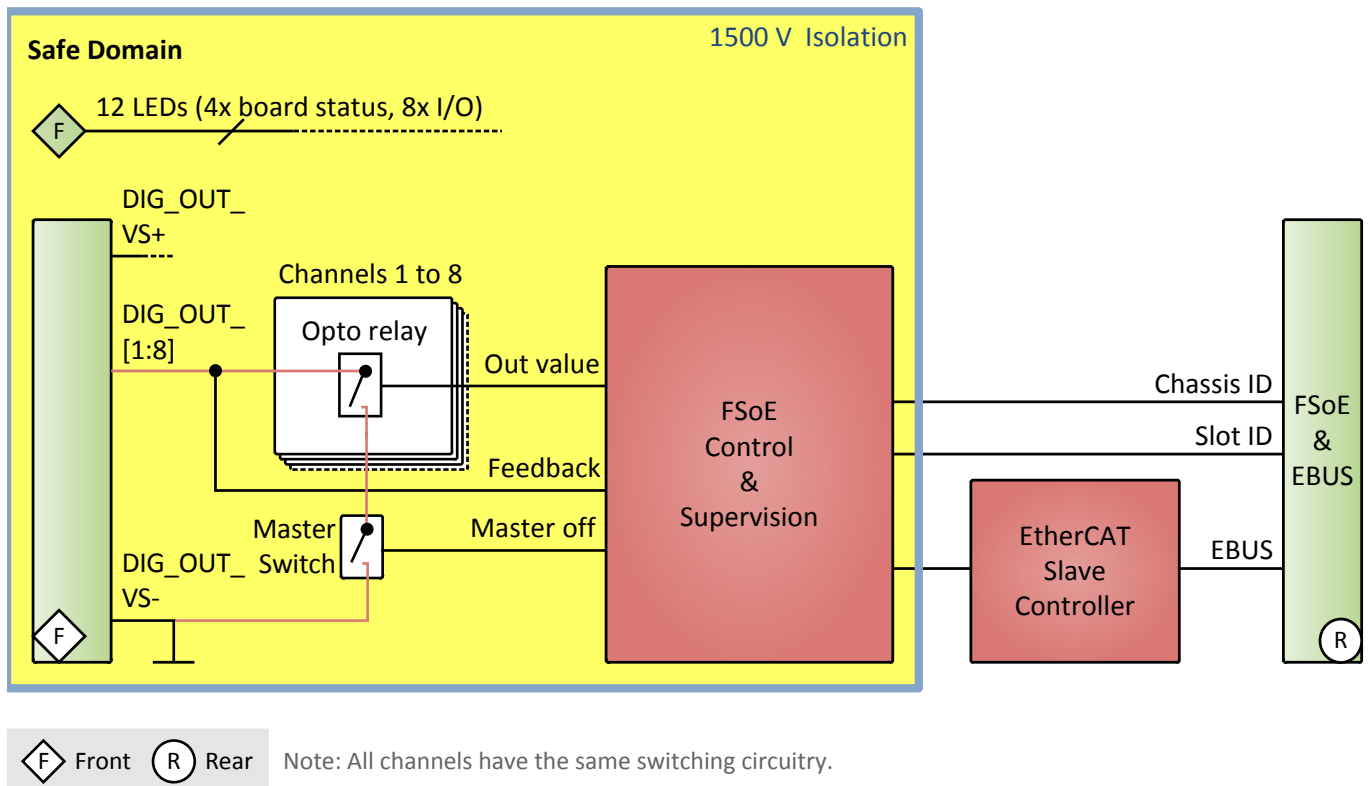 Safe Domain
1500 V Isolation
12 LEDs (4x board status, 8x I/O)
F
DIG_OUT_
VS+
Channels 1 to 8
DIG_OUT_
[1:8]
Opto relay
Out value
Feedback
Master
Switch
Master off
DIG_OUT_
VS-
F
FSoE
Control
&
Supervision
Chassis ID
Slot ID
EtherCAT
Slave
Controller
EBUS
FSoE
&
EBUS
R
F Front R Rear Note: All channels have the same switching circuitry.